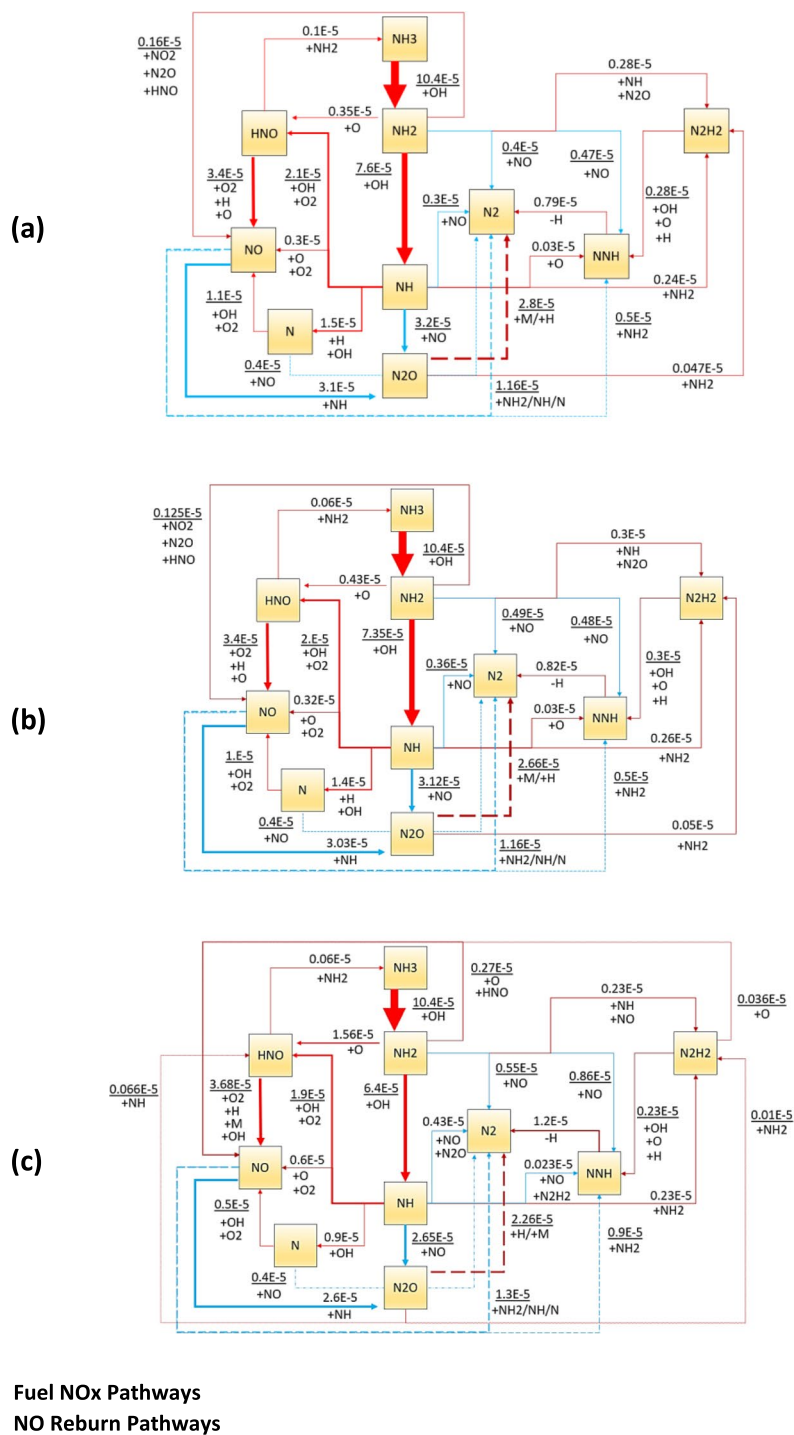 (a)
0.16E-5
+NO2
+N2O
+HNO
0.1E-5
+NH2
NH3
10.4E-5
+OH
0.28E-5
+NH
+N2O
HNO
0.35E-5
+O
NH2
N2H2
0.4E-5
+NO
0.47E-5
+NO
3.4E-5
+O2
+H
+O
2.1E-5
+OH
+O2
7.6E-5
+OH
0.3E-5
+NO
N2
0.79E-5
-H
0.28E-5
+OH
+O
+H
NO
0.3E-5
+O
+O2
0.03E-5
+O
NNH
NH
0.24E-5
+NH2
1.1E-5
+OH
+O2
N
1.5E-5
+H
+OH
3.2E-5
+NO
2.8E-5
+M/+H
0.5E-5
+NH2
0.4E-5
+NO
N2O
0.047E-5
+NH2
3.1E-5
+NH
1.16E-5
+NH2/NH/N
(b)
0.125E-5
+NO2
+N2O
+HNO
0.06E-5
+NH2
NH3
10.4E-5
+OH
0.3E-5
+NH
+N2O
HNO
0.43E-5
+O
NH2
N2H2
0.49E-5
+NO
0.48E-5
+NO
3.4E-5
+O2
+H
+O
2.E-5
+OH
+O2
7.35E-5
+OH
0.36E-5
+NO
N2
0.82E-5
-H
0.3E-5
+OH
+O
+H
NO
0.32E-5
+O
+O2
0.03E-5
+O
NNH
NH
0.26E-5
+NH2
1.E-5
+OH
+O2
N
1.4E-5
+H
+OH
3.12E-5
+NO
2.66E-5
+M/+H
0.5E-5
+NH2
0.4E-5
+NO
N2O
0.05E-5
+NH2
3.03E-5
+NH
1.16E-5
+NH2/NH/N
(c)
0.06E-5
+NH2
NH3
0.27E-5
+O
+HNO
10.4E-5
+OH
0.23E-5
+NH
+NO
0.036E-5
+O
HNO
1.56E-5
+O
NH2
N2H2
0.066E-5
+NH
0.55E-5
+NO
0.86E-5
+NO
3.68E-5
+O2
+H
+M
+OH
1.9E-5
+OH
+O2
6.4E-5
+OH
0.43E-5
+NO
+N2O
N2
1.2E-5
-H
0.23E-5
+OH
+O
+H
0.01E-5
+NH2
NO
0.6E-5
+O
+O2
0.023E-5
+NO
+N2H2
NNH
NH
0.23E-5
+NH2
0.5E-5
+OH
+O2
N
0.9E-5
+OH
2.65E-5
+NO
2.26E-5
+H/+M
0.9E-5
+NH2
0.4E-5
+NO
N2O
2.6E-5
+NH
1.3E-5
+NH2/NH/N
Fuel NOx Pathways
NO Reburn Pathways